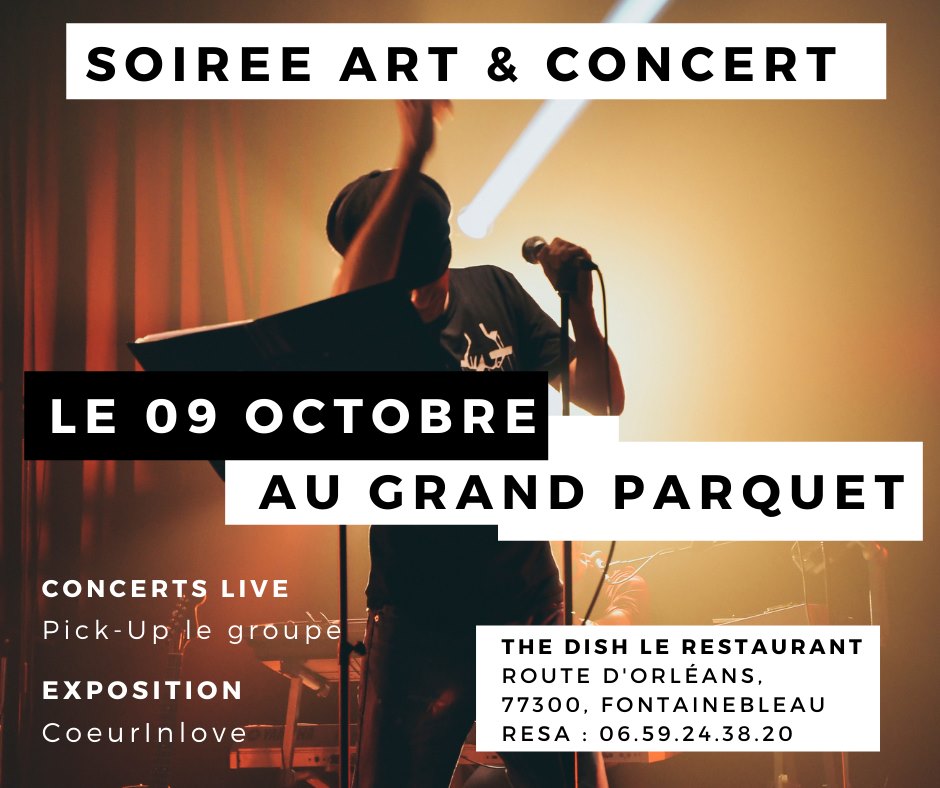 SOIREE ART & CONCERT
LE 09 OCTOBRE
AU GRAND PARQUET
CONCERTS LIVE
Pick-Up le groupe
EXPOSITION
CoeurInlove
THE DISH LE RESTAURANT
ROUTE D'ORLÉANS,
77300, FONTAINEBLEAU
RESA : 06.59.24.38.20